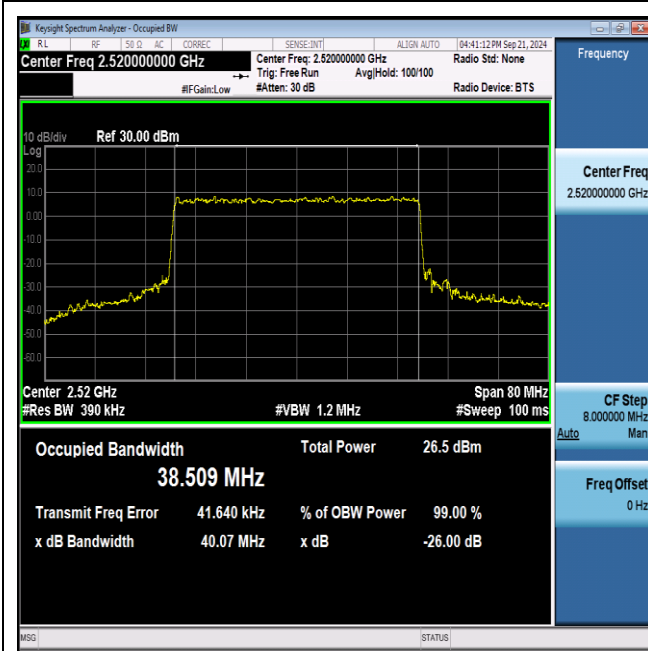 Keysight Spectrum Analyzer - Occupied BW
RL RF 50 Ω AC CORREC SENSE:INT ALIGN AUTO 04:41:12 PM Sep 21, 2024
Center Freq 2.520000000 GHz
Center Freq: 2.520000000 GHz
Radio Std: None
Trig: Free Run Avg|Hold: 100/100
#IFGain:Low #Atten: 30 dB Radio Device: BTS
10 dB/div Ref 30.00 dBm
Log
20.0
10.0
0.00
-10.0
-20.0
-30.0
-40.0
-50.0
-60.0
Center 2.52 GHz Span 80 MHz
#Res BW 390 kHz #VBW 1.2 MHz #Sweep 100 ms
Occupied Bandwidth Total Power 26.5 dBm
38.509 MHz
Transmit Freq Error 41.640 kHz % of OBW Power 99.00 %
x dB Bandwidth 40.07 MHz x dB -26.00 dB
MSG STATUS
Frequency
Center Freq
2.520000000 GHz
CF Step
8.000000 MHz
Auto Man
Freq Offset
0 Hz